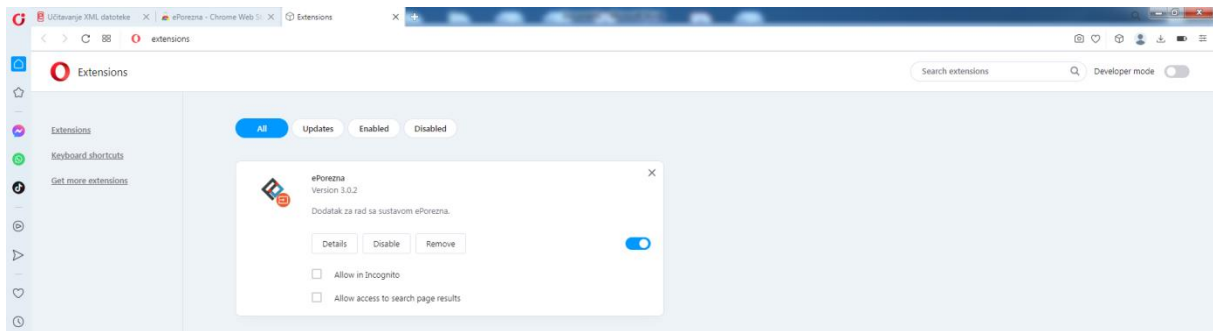 Učitavanje XML datoteke
ePorezna - Chrome Web St
Extensions
extensions
Extensions
Search extensions
Developer mode
Extensions
Keyboard shortcuts
Get more extensions
All Updates Enabled Disabled
ePorezna
Version 3.0.2
Dodatak za rad sa sustavom ePorezna.
Details Disable Remove
Allow in Incognito
Allow access to search page results